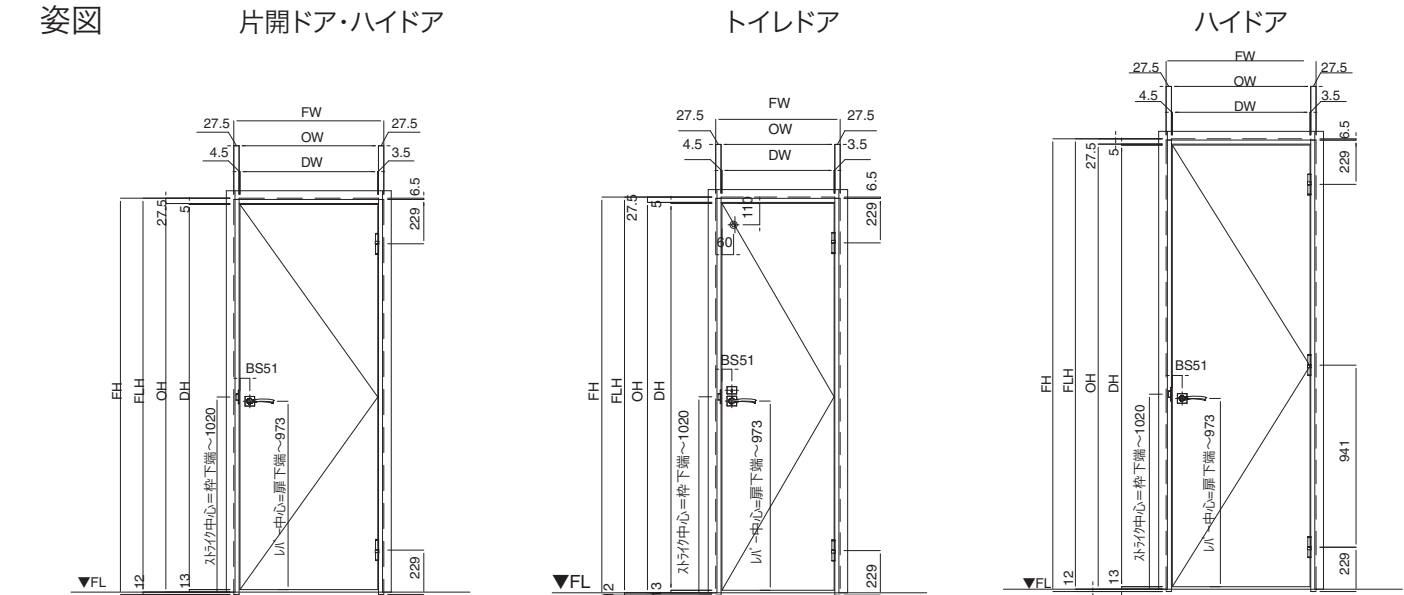 姿図
片開ドア・ハイドア
FW
27.5
27.5
OW
4.5
3.5
DW
6.5
27.5
5
229
BS51
FH
FLH
OH
DH
ストライク中心＝枠下端～1020
レバー中心＝扉下端～973
229
12
13
▼FL
トイレドア
FW
27.5
27.5
OW
4.5
3.5
DW
6.5
27.5
5
110
229
60
BS51
FH
FLH
OH
DH
ストライク中心＝枠下端～1020
レバー中心＝扉下端～973
229
2
3
▼FL
ハイドア
FW
27.5
27.5
OW
4.5
3.5
DW
6.5
27.5
5
229
BS51
FH
FLH
OH
DH
ストライク中心＝枠下端～1020
レバー中心＝扉下端～973
941
229
12
13
▼FL